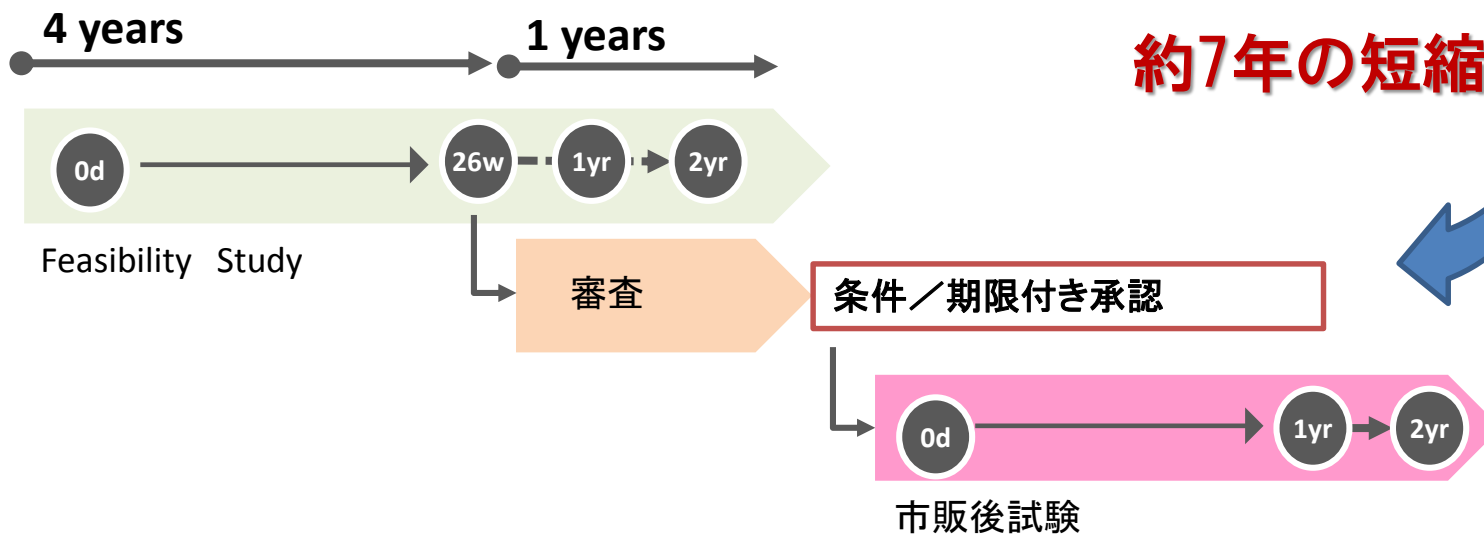 4 years
1 years
約7年の短縮
0d
26w
1yr
2yr
Feasibility Study
審査
条件／期限付き承認
0d
1yr
2yr
市販後試験